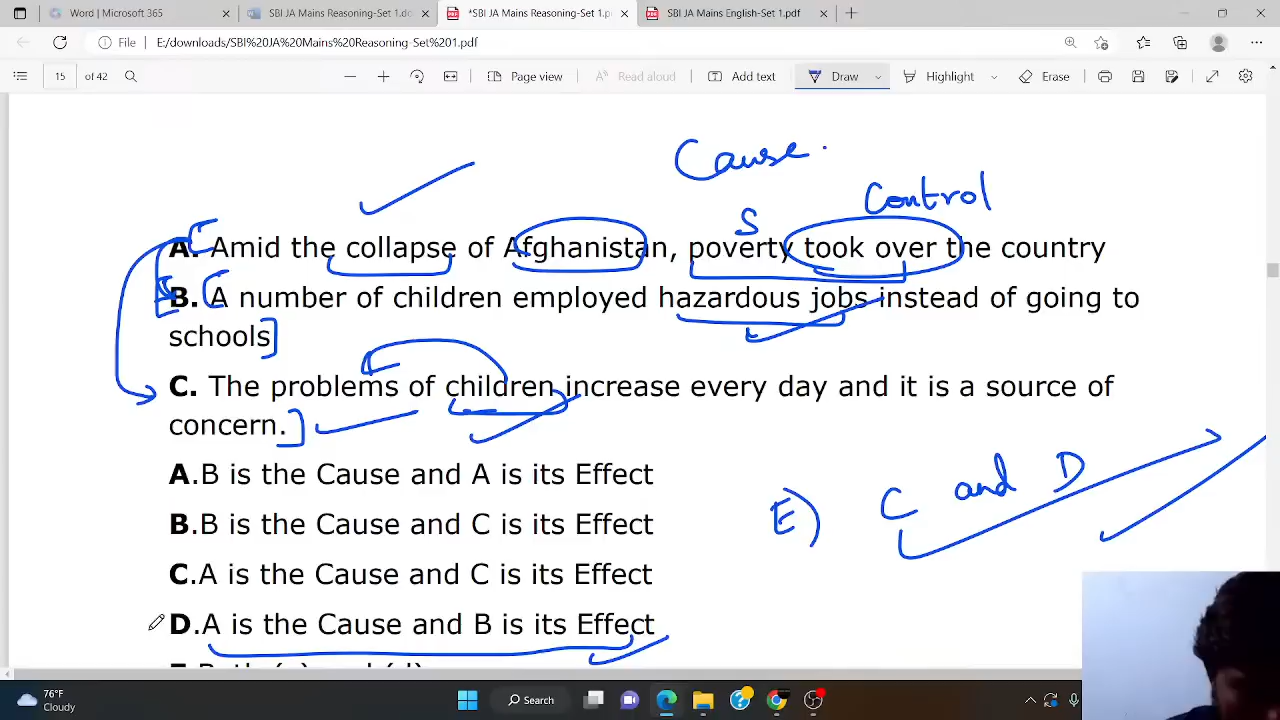 Word | Microsoft 365
SBI JA Mains Reasoning-Set 1.do
*SBI JA Mains Reasoning-Set 1.p
SBI JA Mains English-Set 1.pdf
File
E:/downloads/SBI%20JA%20Mains%20Reasoning-Set%201.pdf
15 of 42
Page view
Read aloud
Add text
Draw
Highlight
Erase
Cause.
Control
S
A. Amid the collapse of Afghanistan, poverty took over the country
B. A number of children employed hazardous jobs instead of going to
schools
C. The problems of children increase every day and it is a source of
concern.
A.B is the Cause and A is its Effect
B.B is the Cause and C is its Effect
C.A is the Cause and C is its Effect
D.A is the Cause and B is its Effect
E) C and D
76°F
Cloudy
Search